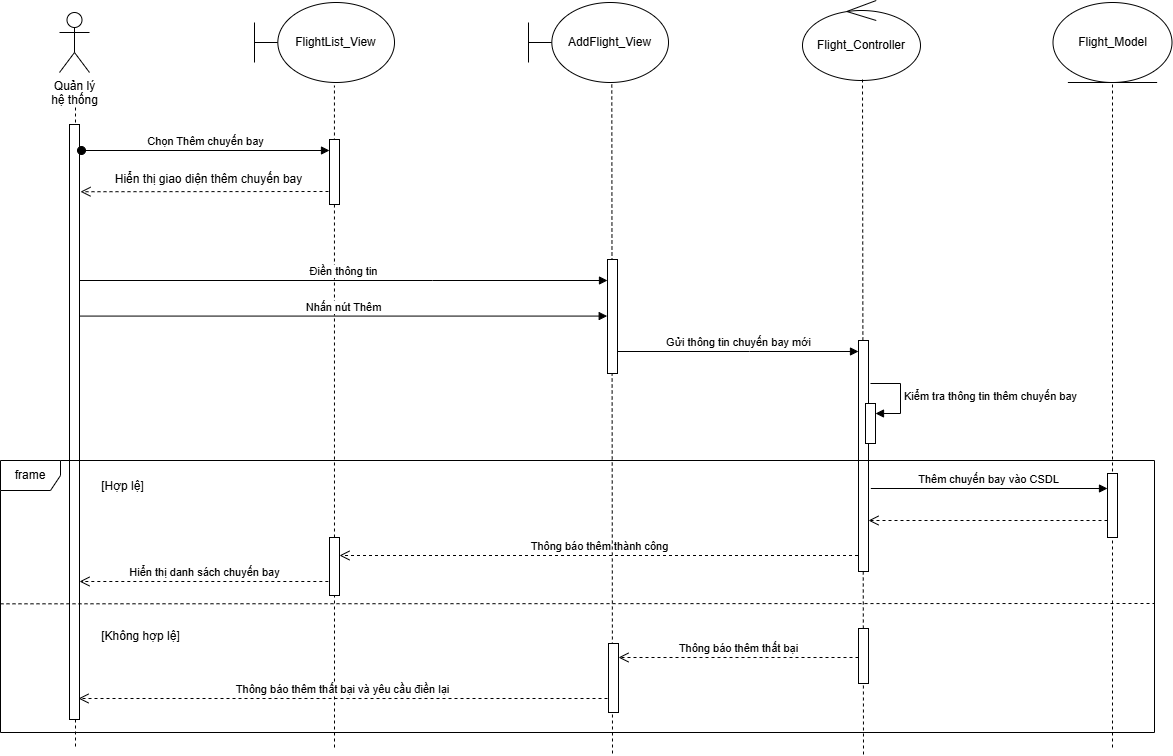 FlightList_View
AddFlight_View
Flight_Controller
Flight_Model
Quản lý
hệ thống
Chọn Thêm chuyến bay
Hiển thị giao diện thêm chuyến bay
Điền thông tin
Nhấn nút Thêm
Gửi thông tin chuyến bay mới
Kiểm tra thông tin thêm chuyến bay
frame
[Hợp lệ]
Thêm chuyến bay vào CSDL
Thông báo thêm thành công
Hiển thị danh sách chuyến bay
[Không hợp lệ]
Thông báo thêm thất bại
Thông báo thêm thất bại và yêu cầu điền lại